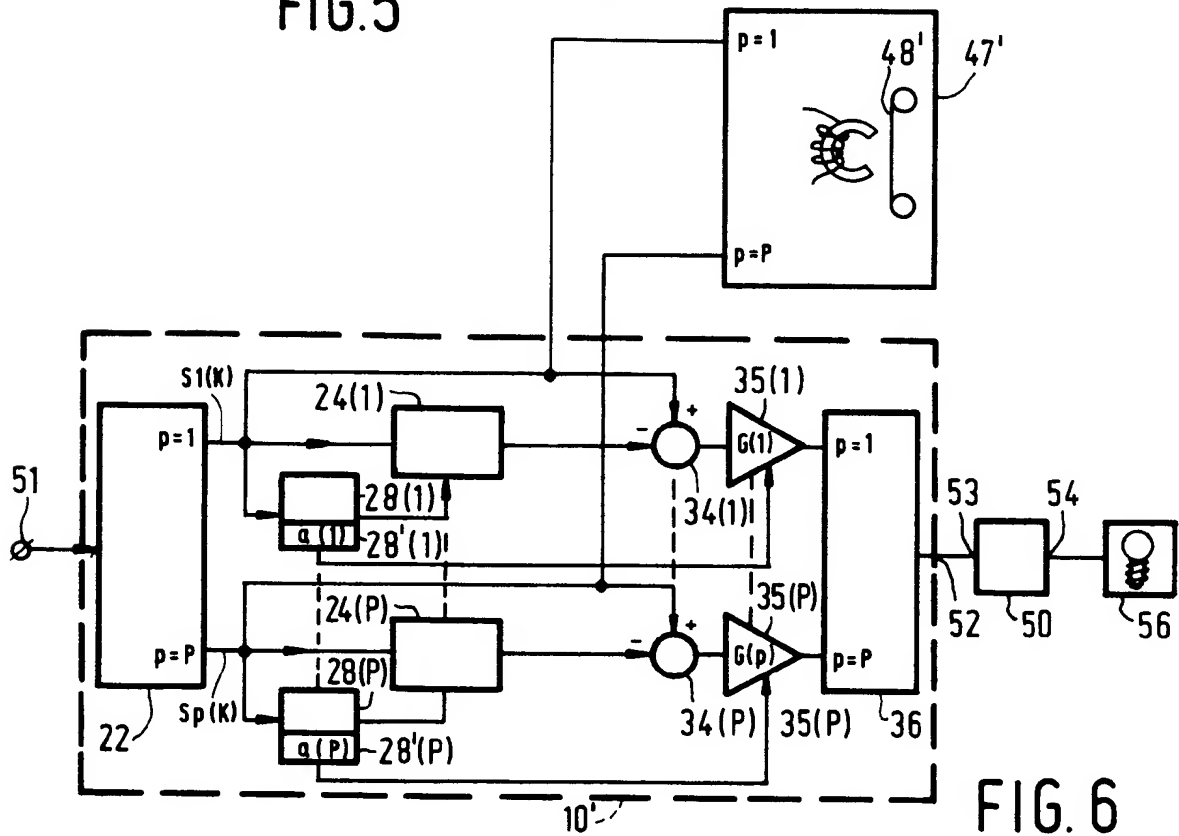 FIG.5
p=1
48'
47'
p=P
S1(K)
24(1)
35(1)
+
p=1
-
G(1)
p=1
51
28(1)
34(1)
53
54
a(1)
28'(1)
24(P)
35(P)
+
52
50
56
p=P
-
G(p)
p=P
28(P)
Sp(K)
34(P)
35(P)
36
22
a(P)
28'(P)
10'
FIG. 6